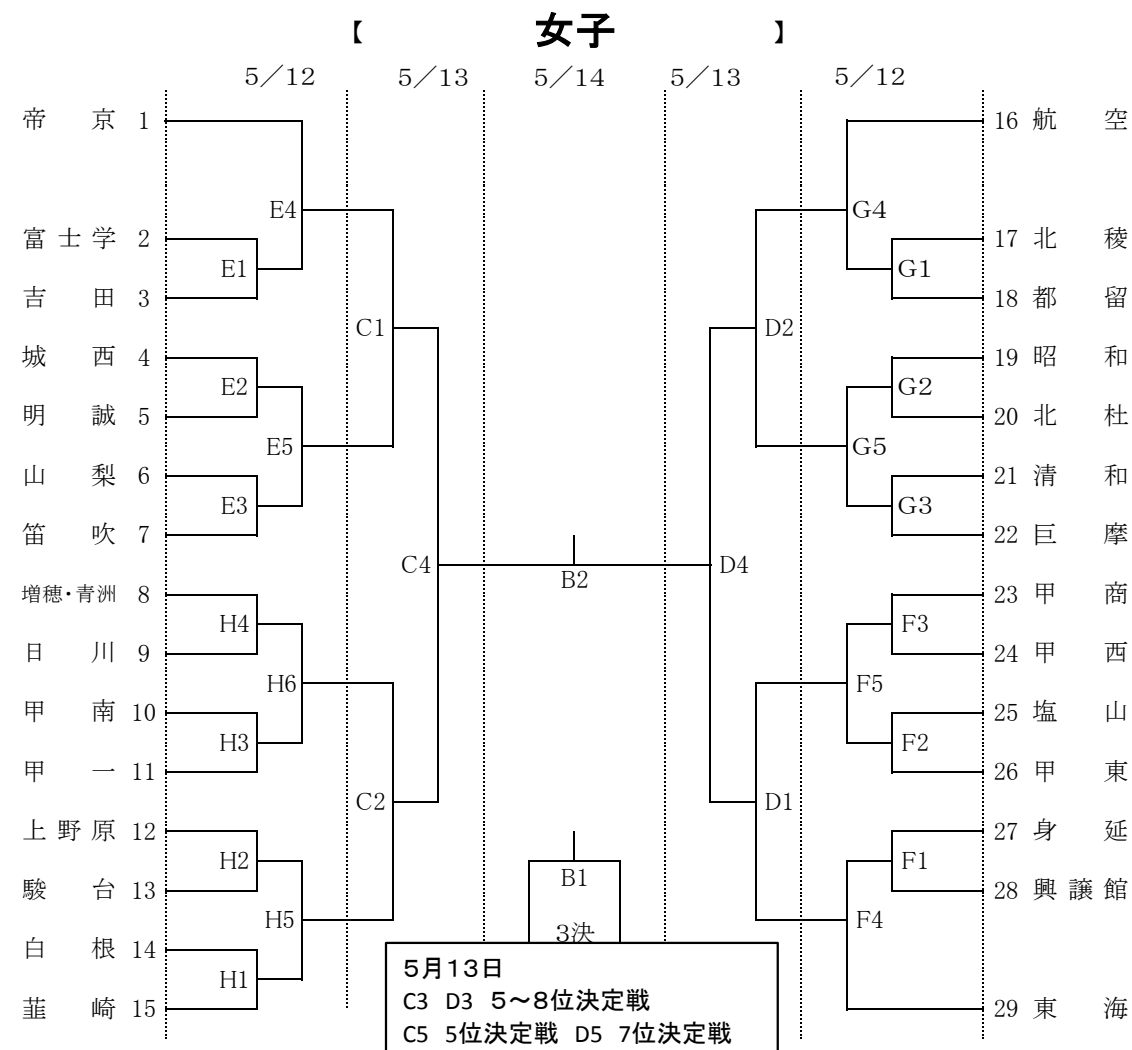 【 女子 】
5／12 5／13 5／14 5／13 5／12
帝京 1
富士学 2
吉田 3
城西 4
明誠 5
山梨 6
笛吹 7
増穂・青洲 8
日川 9
甲南 10
甲一 11
上野原 12
駿台 13
白根 14
韮崎 15
E4
E1
E2
E5
E3
H4
H6
H3
H2
H5
H1
C1
C4
C2
B2
B1
3決
D2
D4
D1
G4
G1
G2
G5
G3
F3
F5
F2
F1
F4
16 航空
17 北稜
18 都留
19 昭和
20 北杜
21 清和
22 巨摩
23 甲商
24 甲西
25 塩山
26 甲東
27 身延
28 興譲館
29 東海
5月13日
C3 D3 5～8位決定戦
C5 5位決定戦 D5 7位決定戦